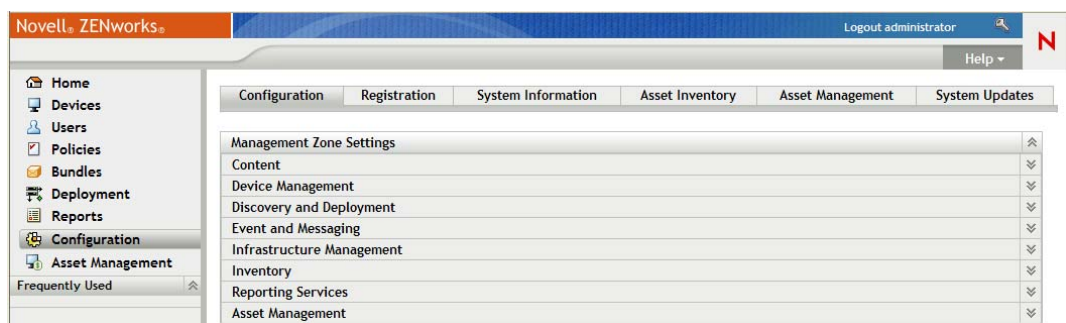 Novell® ZENworks®
Logout administrator
N
Help
Home
Devices
Users
Policies
Bundles
Deployment
Reports
Configuration
Asset Management
Frequently Used
Configuration Registration System Information Asset Inventory Asset Management System Updates
Management Zone Settings
Content
Device Management
Discovery and Deployment
Event and Messaging
Infrastructure Management
Inventory
Reporting Services
Asset Management